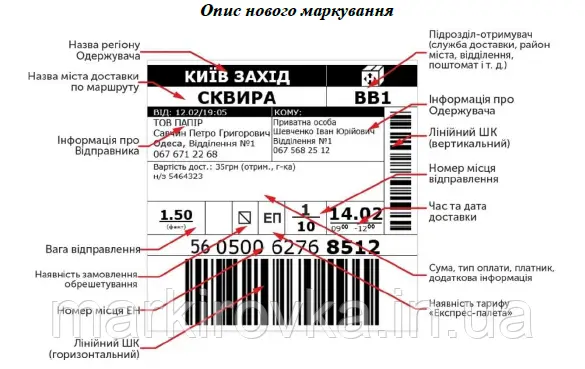 Опис нового маркування
Назва регіону
Одержувача
Назва міста доставки
по маршруту
Інформація про
Відправника
Вага відправлення
Наявність замовлення
обрешетування
Номер місця ЕН
Лінійний ШК
(горизонтальний)
КИЇВ ЗАХІД
СКВИРА
ВВ1
ВІД: 12.02/19:05
ТОВ ПАПІР
Савчин Петро Григорович
Одеса, Відділення №1
067 671 22 68
КОМУ:
Приватна особа
Шевченко Іван Юрійович
Відділення №1
067 568 25 12
Вартість дост.: 35грн (отрим., г-ка)
н/э 5464323
1.50
(факт)
ЕП
1
10
14.02
09⁰⁰ -12⁰⁰
56 0500 6276 8512
Підрозділ-отримувач
(служба доставки, район
міста, відділення,
поштомат і т. д.)
Інформація про
Одержувача
Лінійний ШК
(вертикальний)
Номер місця
відправлення
Час та дата
доставки
Сума, тип оплати, платник,
додаткова інформація
Наявність тарифу
«Експрес-палета»
markirovka.in.ua